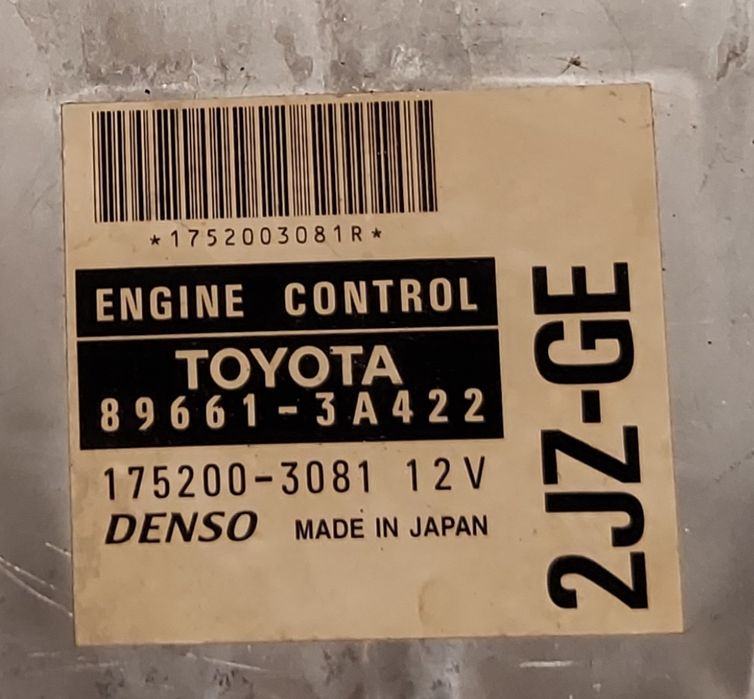 *1752003081R*
ENGINE CONTROL
TOYOTA
89661-3A422
175200-3081 12V
DENSO MADE IN JAPAN
2JZ-GE